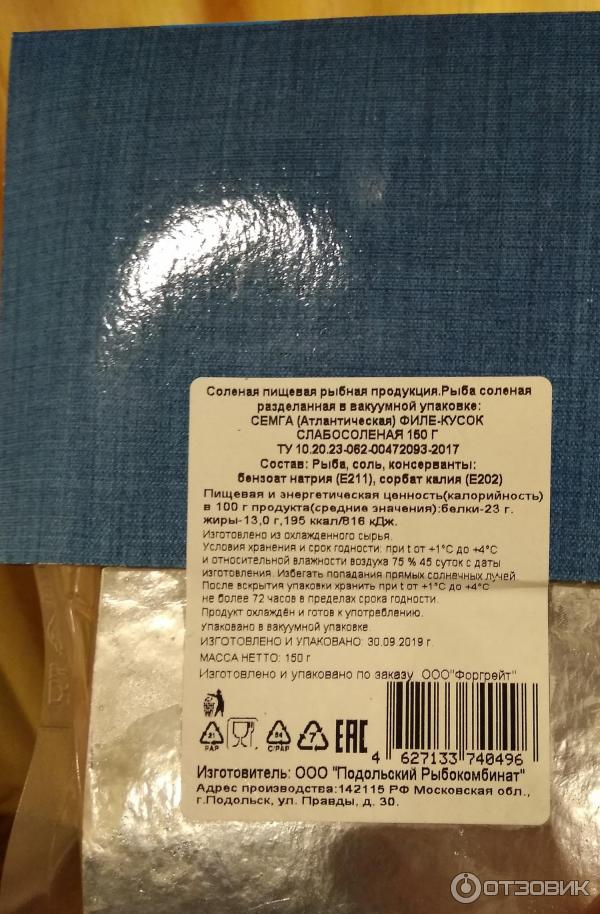 Соленая пищевая рыбная продукция.Рыба соленая
разделанная в вакуумной упаковке:
СЕМГА (Атлантическая) ФИЛЕ-КУСОК
СЛАБОСОЛЕНАЯ 150 Г
ТУ 10.20.23-062-00472093-2017
Состав: Рыба, соль, консерванты:
бензоат натрия (Е211), сорбат калия (Е202)
Пищевая и энергетическая ценность(калорийность)
в 100 г продукта(средние значения):белки-23 г.
жиры-13,0 г,195 ккал/816 кДж.
Изготовлено из охлажденного сырья.
Условия хранения и срок годности: при t от +1°С до +4°С
и относительной влажности воздуха 75 % 45 суток с даты
изготовления. Избегать попадания прямых солнечных лучей.
После вскрытия упаковки хранить при t от +1°С до +4°С
не более 72 часов в пределах срока годности.
Продукт охлаждён и готов к употреблению.
Упаковано в вакуумной упаковке.
ИЗГОТОВЛЕНО И УПАКОВАНО: 30.09.2019 г.
МАССА НЕТТО: 150 г
Изготовлено и упаковано по заказу ООО"Форгрейт"
21 PAP
84 C/PAP
7
ЕАС
4 627133 740496
Изготовитель: ООО "Подольский Рыбокомбинат"
Адрес производства:142115 РФ Московская обл.,
г.Подольск, ул. Правды, д. 30.
ОТЗОВИК